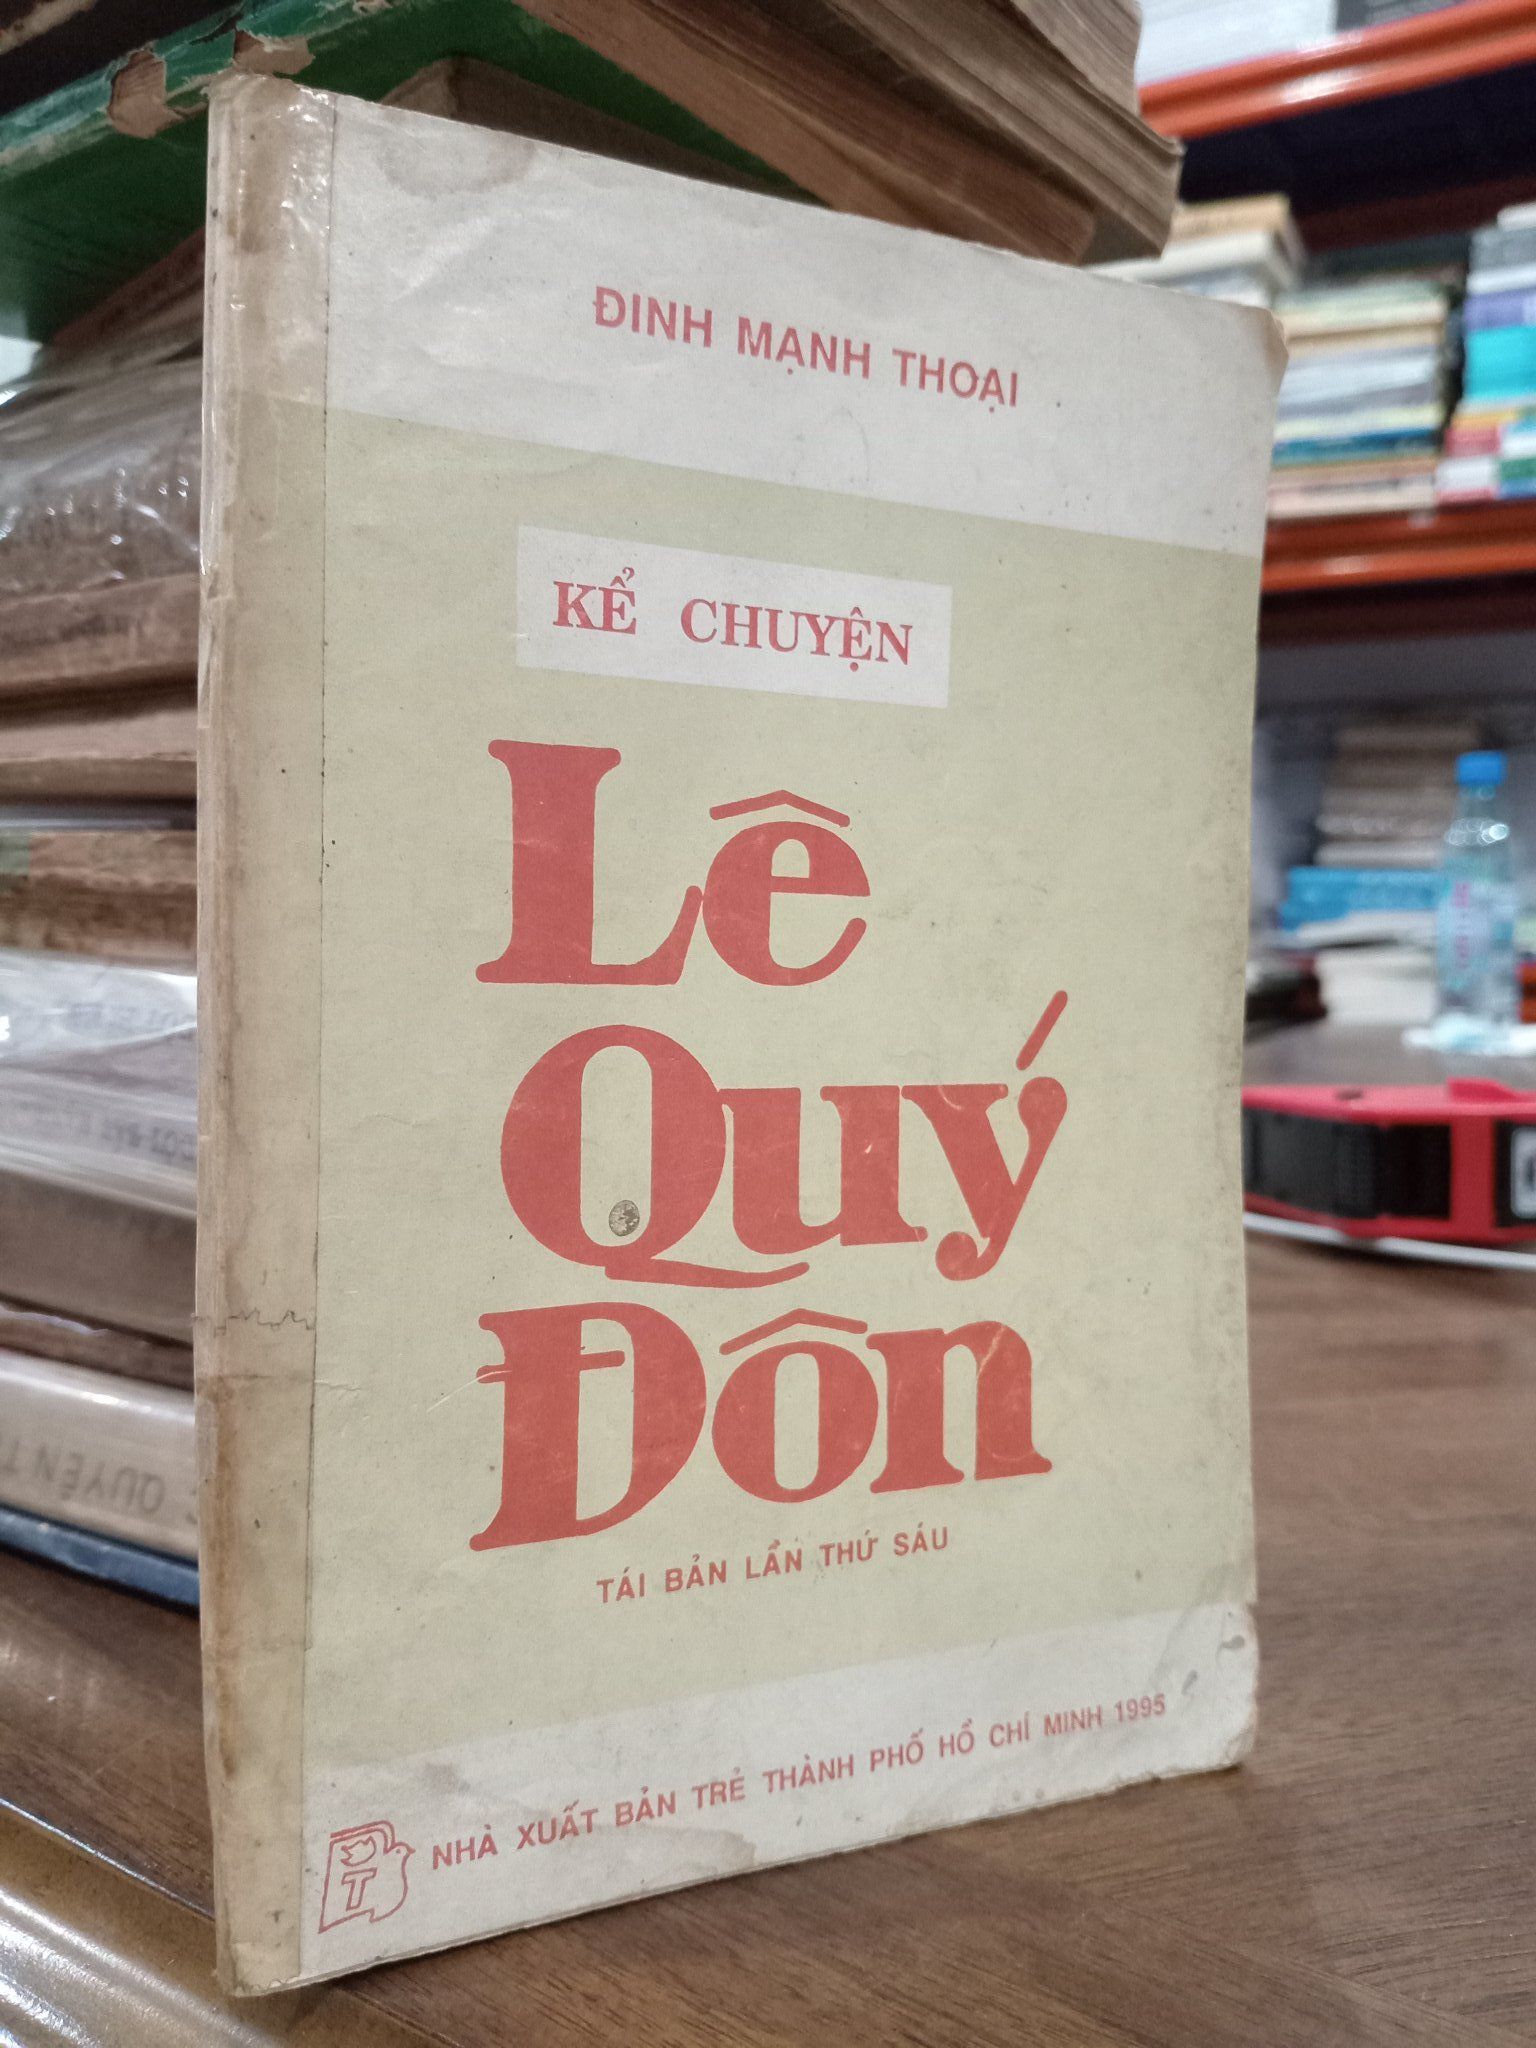 ĐINH MẠNH THOẠI
KỂ CHUYỆN
Lê
Quý
Đôn
TÁI BẢN LẦN THỨ SÁU
NHÀ XUẤT BẢN TRẺ THÀNH PHỐ HỒ CHÍ MINH 1995
T
QUYỀN T